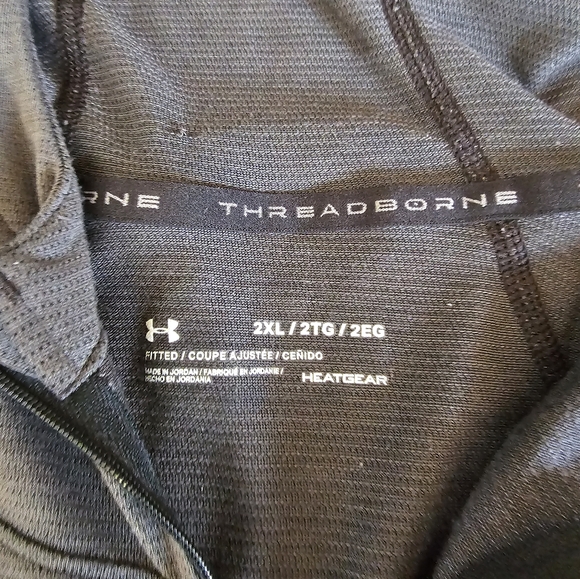 RNE THREADBORNE
2XL / 2TG / 2EG
FITTED / COUPE AJUSTÉE / CEÑIDO
MADE IN JORDAN / FABRIQUÉ EN JORDANIE /
HECHO EN JORDANIA
HEATGEAR